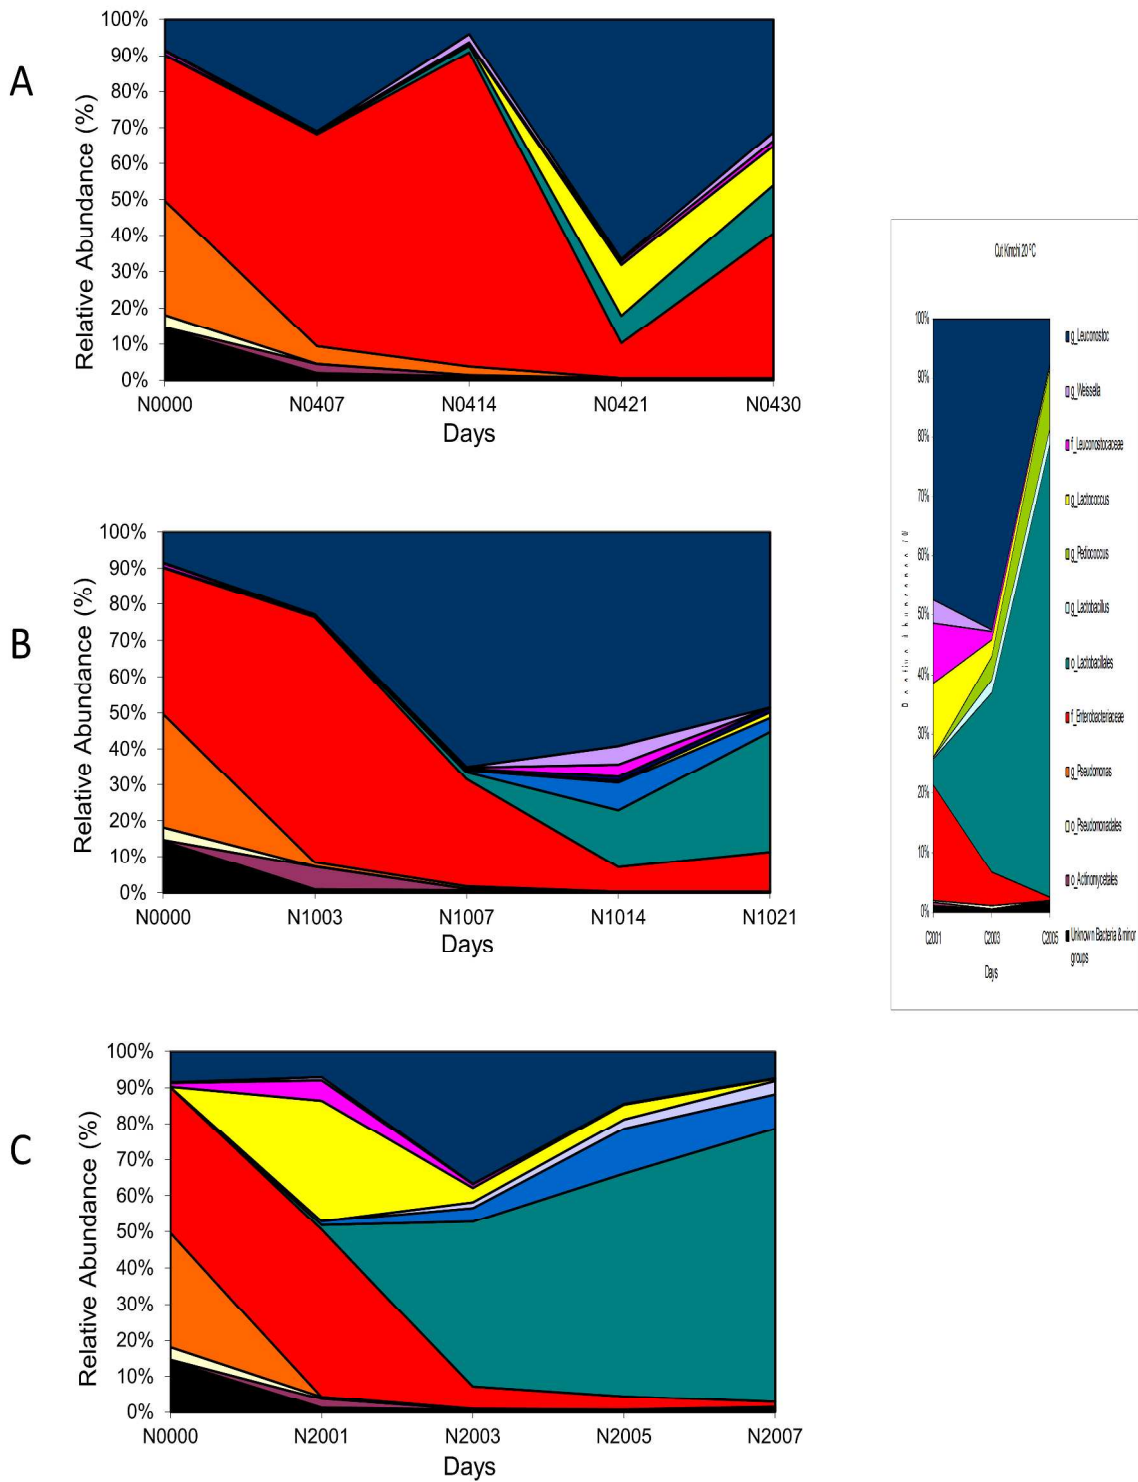 A
Relative Abundance (%)
100%
90%
80%
70%
60%
50%
40%
30%
20%
10%
0%
N0000 N0407 N0414 N0421 N0430
Days
B
Relative Abundance (%)
100%
90%
80%
70%
60%
50%
40%
30%
20%
10%
0%
N0000 N1003 N1007 N1014 N1021
Days
C
Relative Abundance (%)
100%
90%
80%
70%
60%
50%
40%
30%
20%
10%
0%
N0000 N2001 N2003 N2005 N2007
Days
Cut Kimchi 20 °C
100%
90%
80%
70%
60%
50%
40%
30%
20%
10%
0%
C2001 C2003 C2005
Days
g_Leuconostoc
g_Weissella
f_Leuconostocaceae
g_Lactococcus
g_Pediococcus
g_Lactobacillus
o_Lactobacillales
f_Enterobacteriaceae
g_Pseudomonas
o_Pseudomonadales
o_Actinomycetales
Unknown Bacteria & minor
groups